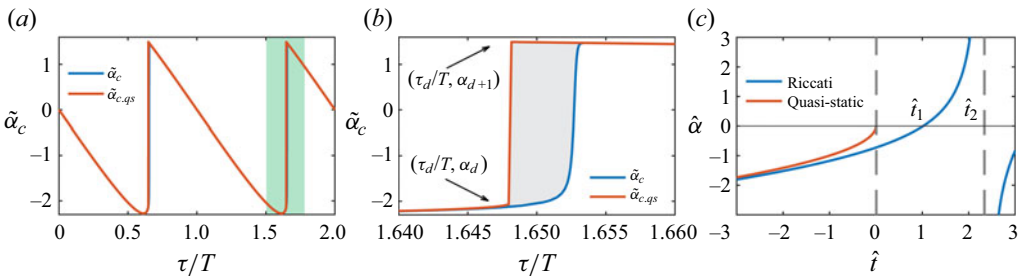 (a)
α̃c
α̃c.qs
α̃c
1
0
−1
−2
0
0.5
1.0
1.5
2.0
τ/T
(b)
(τd/T, αd+1)
(τd/T, αd)
α̃c
α̃c.qs
α̃c
1
0
−1
−2
1.640
1.645
1.650
1.655
1.660
τ/T
(c)
Riccati
Quasi-static
t̂1
t̂2
α̂
3
2
1
0
−1
−2
−3
−2
−1
0
1
2
3
t̂